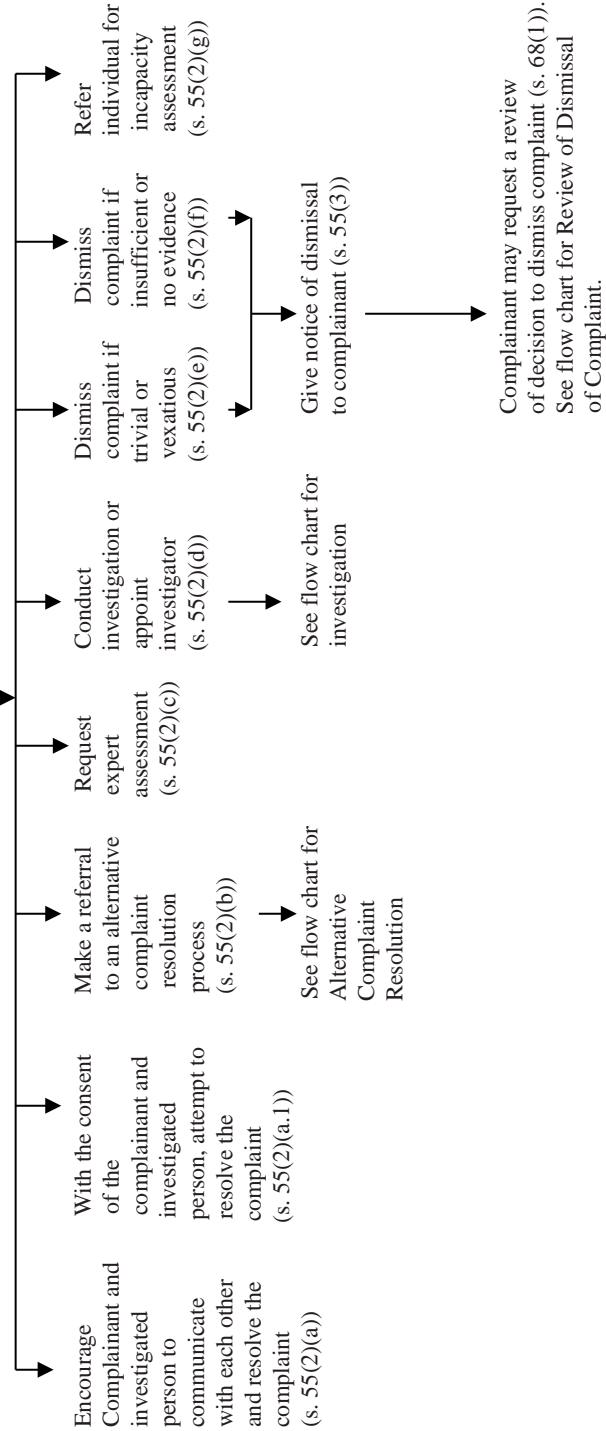 Encourage
Complainant and
investigated
person to
communicate
with each other
and resolve the
complaint
(s. 55(2)(a))
With the consent
of the
complainant and
investigated
person, attempt to
resolve the
complaint
(s. 55(2)(a.1))
Make a referral
to an alternative
complaint
resolution
process
(s. 55(2)(b))
See flow chart for
Alternative
Complaint
Resolution
Request
expert
assessment
(s. 55(2)(c))
Conduct
investigation or
appoint
investigator
(s. 55(2)(d))
See flow chart for
investigation
Dismiss
complaint if
trivial or
vexatious
(s. 55(2)(e))
Dismiss
complaint if
insufficient or
no evidence
(s. 55(2)(f))
Give notice of dismissal
to complainant (s. 55(3))
Complainant may request a review
of decision to dismiss complaint (s. 68(1)).
See flow chart for Review of Dismissal
of Complaint.
Refer
individual for
incapacity
assessment
(s. 55(2)(g))